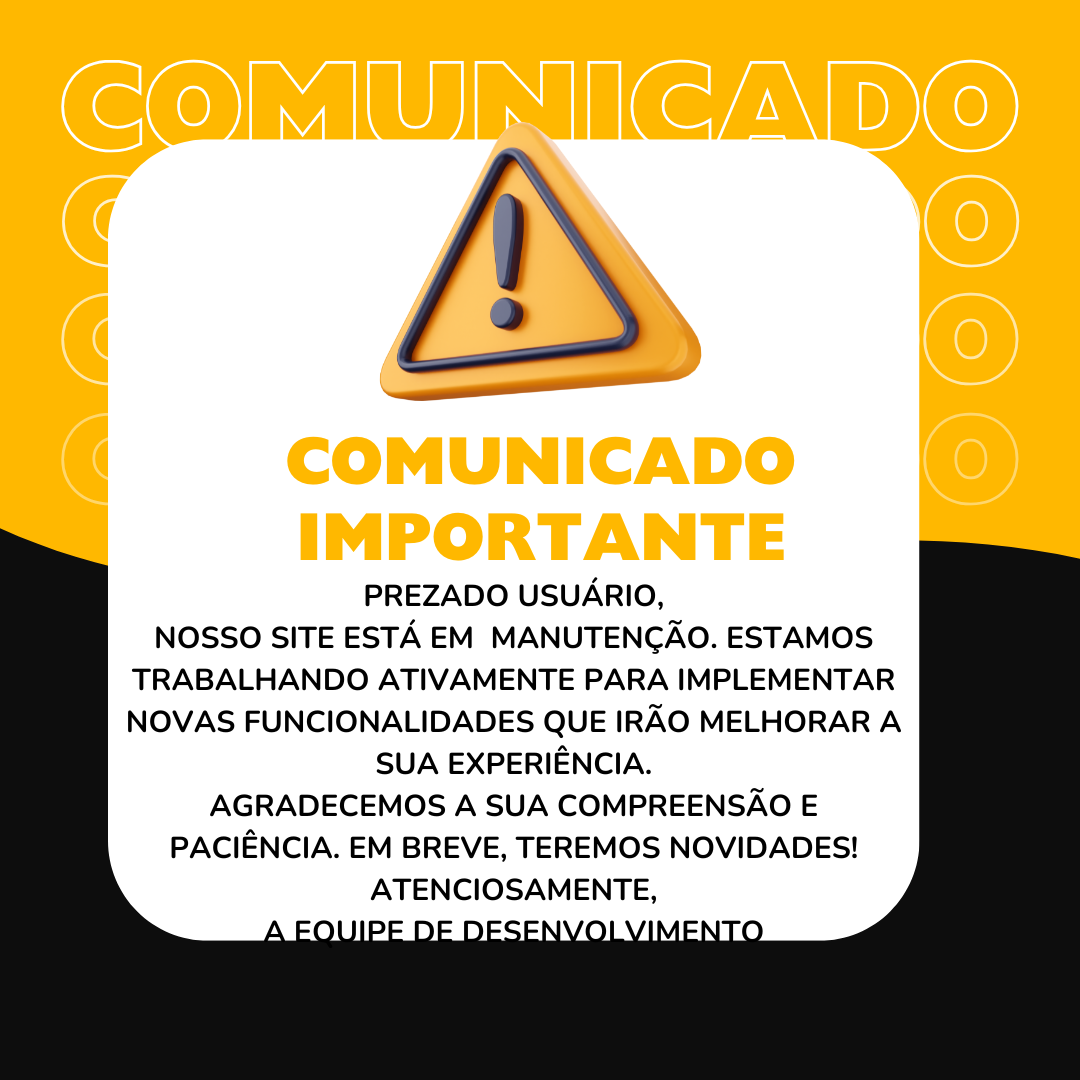 COMUNICADO
COMUNICADO
IMPORTANTE
PREZADO USUÁRIO,
NOSSO SITE ESTÁ EM  MANUTENÇÃO. ESTAMOS
TRABALHANDO ATIVAMENTE PARA IMPLEMENTAR
NOVAS FUNCIONALIDADES QUE IRÃO MELHORAR A
SUA EXPERIÊNCIA.
AGRADECEMOS A SUA COMPREENSÃO E
PACIÊNCIA. EM BREVE, TEREMOS NOVIDADES!
ATENCIOSAMENTE,
A EQUIPE DE DESENVOLVIMENTO